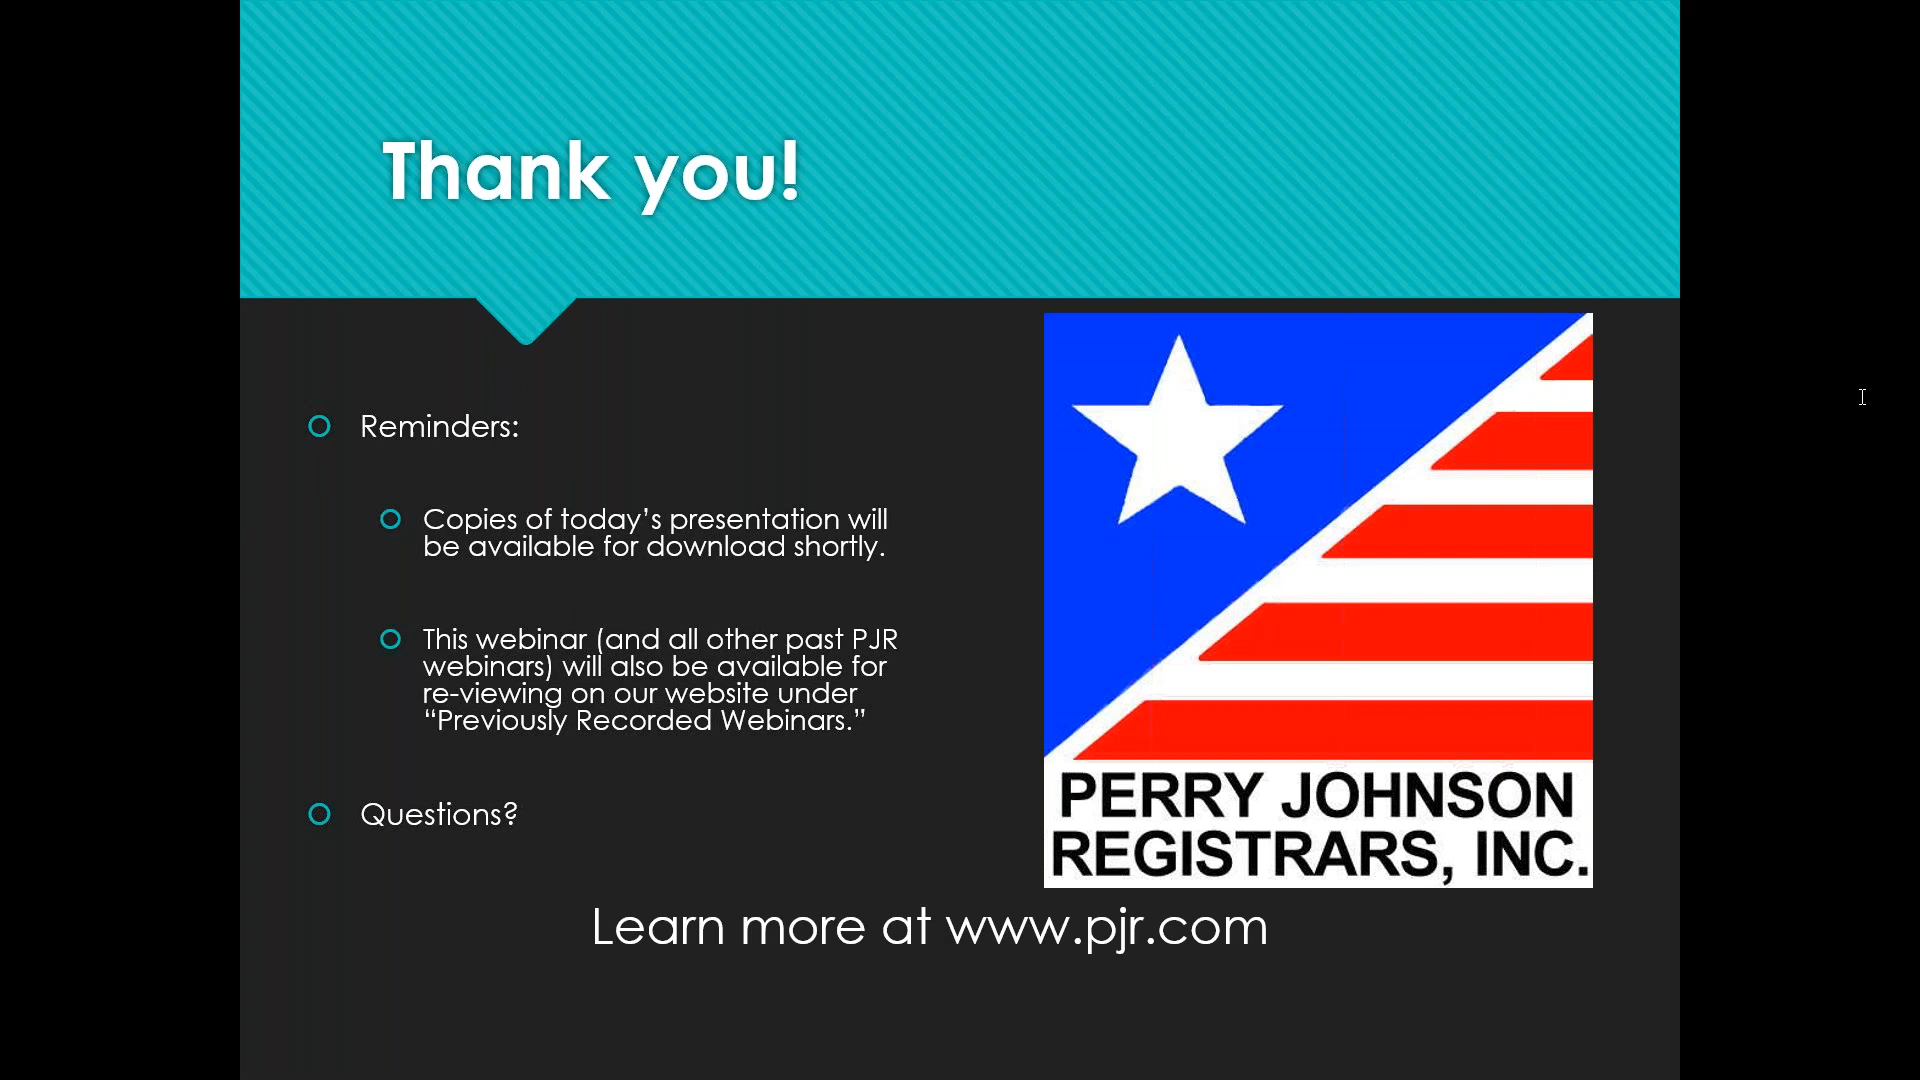 Thank you!
Reminders:
Copies of today’s presentation will
be available for download shortly.
This webinar (and all other past PJR
webinars) will also be available for
re-viewing on our website under
“Previously Recorded Webinars.”
Questions?
PERRY JOHNSON
REGISTRARS, INC.
Learn more at www.pjr.com